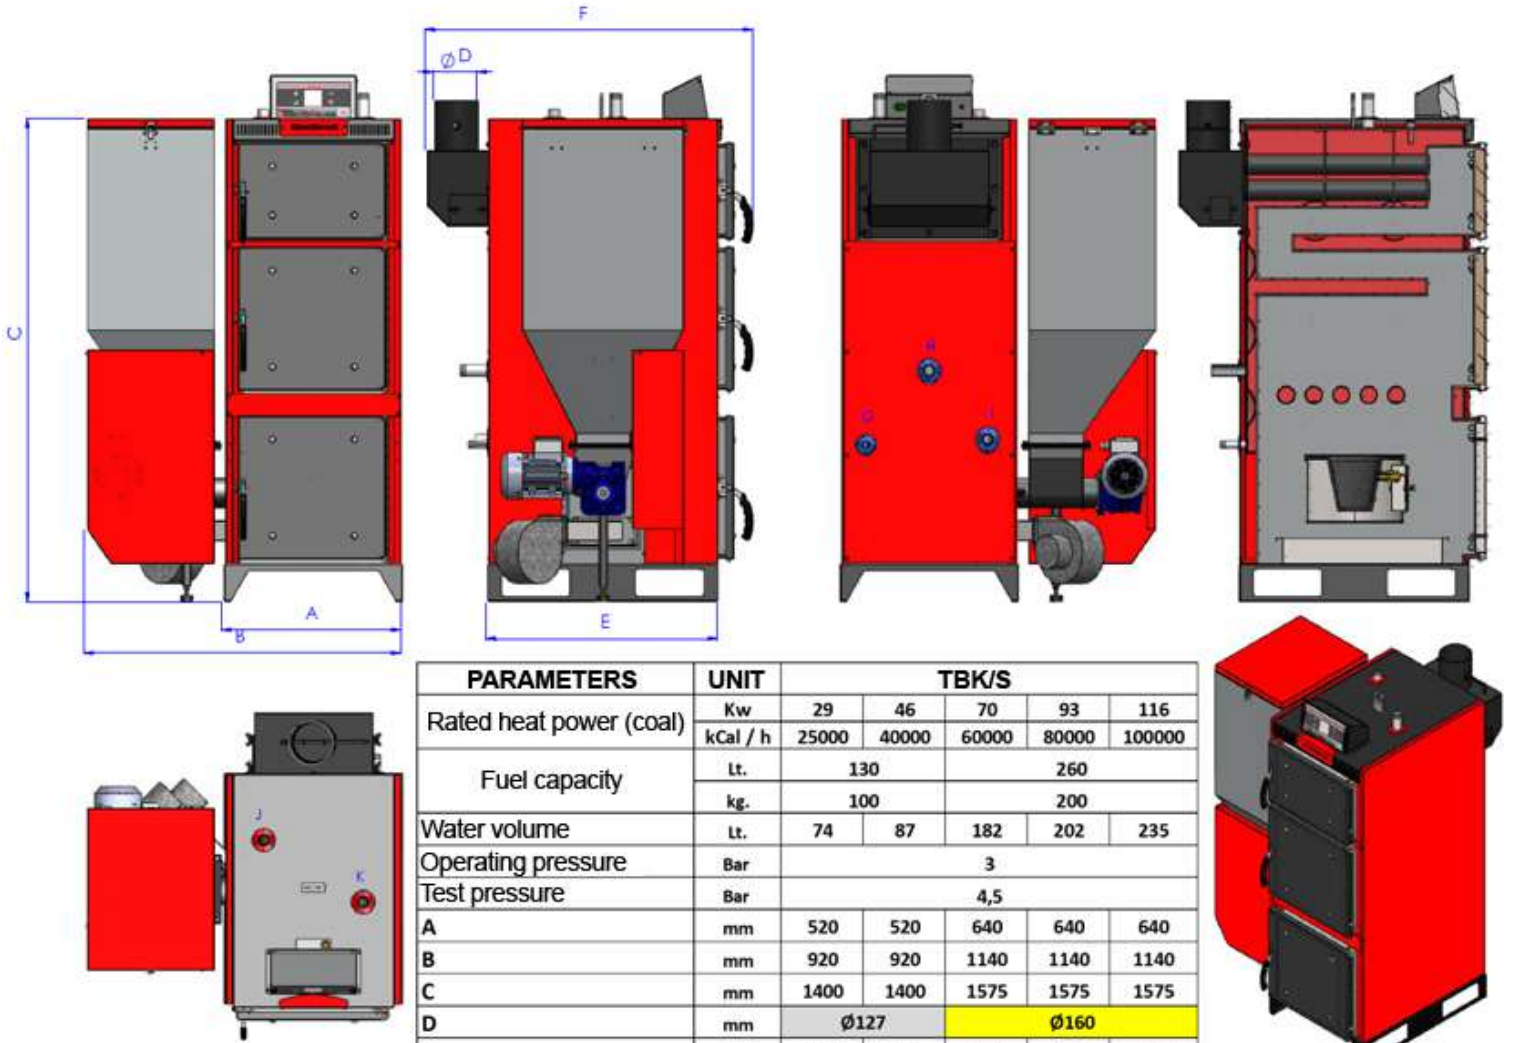 F
Ø D
C
H
G
I
A
B
E
J
K
PARAMETERS UNIT TBK/S
Rated heat power (coal) Kw 29 46 70 93 116
kCal / h 25000 40000 60000 80000 100000
Fuel capacity Lt. 130 260
kg. 100 200
Water volume Lt. 74 87 182 202 235
Operating pressure Bar 3
Test pressure Bar 4,5
A mm 520 520 640 640 640
B mm 920 920 1140 1140 1140
C mm 1400 1400 1575 1575 1575
D mm Ø127 Ø160